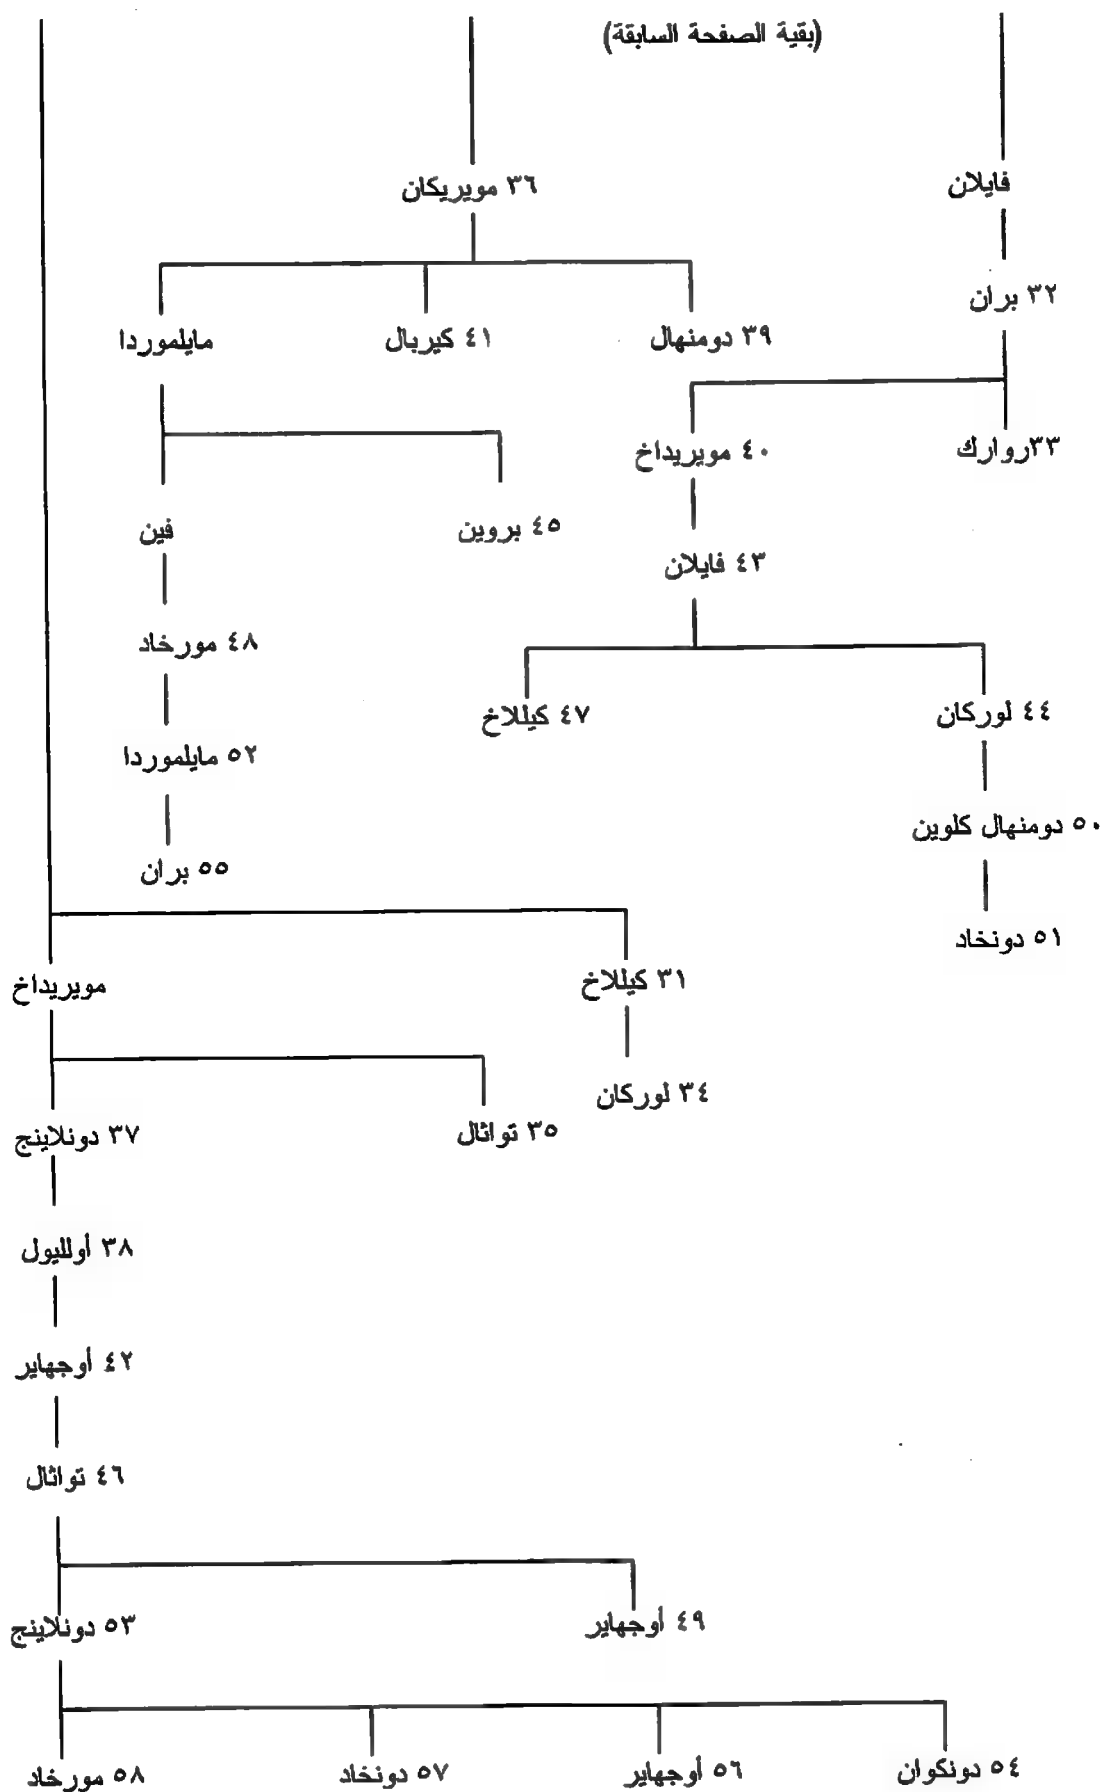 (بقية الصفحة السابقة)
فايلان
٣٦ مويريكان
٣٢ بران
٣٩ دومنهال
٤١ كيربال
مايلموردا
٣٣روارك
٤٠ مويريداخ
٤٥ بروين
فين
٤٣ فايلان
٤٨ مورخاد
٤٤ لوركان
٤٧ كيللاخ
٥٢ مايلموردا
٥٠ دومنهال كلوين
٥٥ بران
٥١ دونخاد
٣١ كيللاخ
مويريداخ
٣٤ لوركان
٣٥ تواثال
٣٧ دونلاينج
٣٨ أولليول
٤٢ أوجهاير
٤٦ تواثال
٤٩ أوجهاير
٥٣ دونلاينج
٥٤ دونكوان
٥٦ أوجهاير
٥٧ دونخاد
٥٨ مورخاد